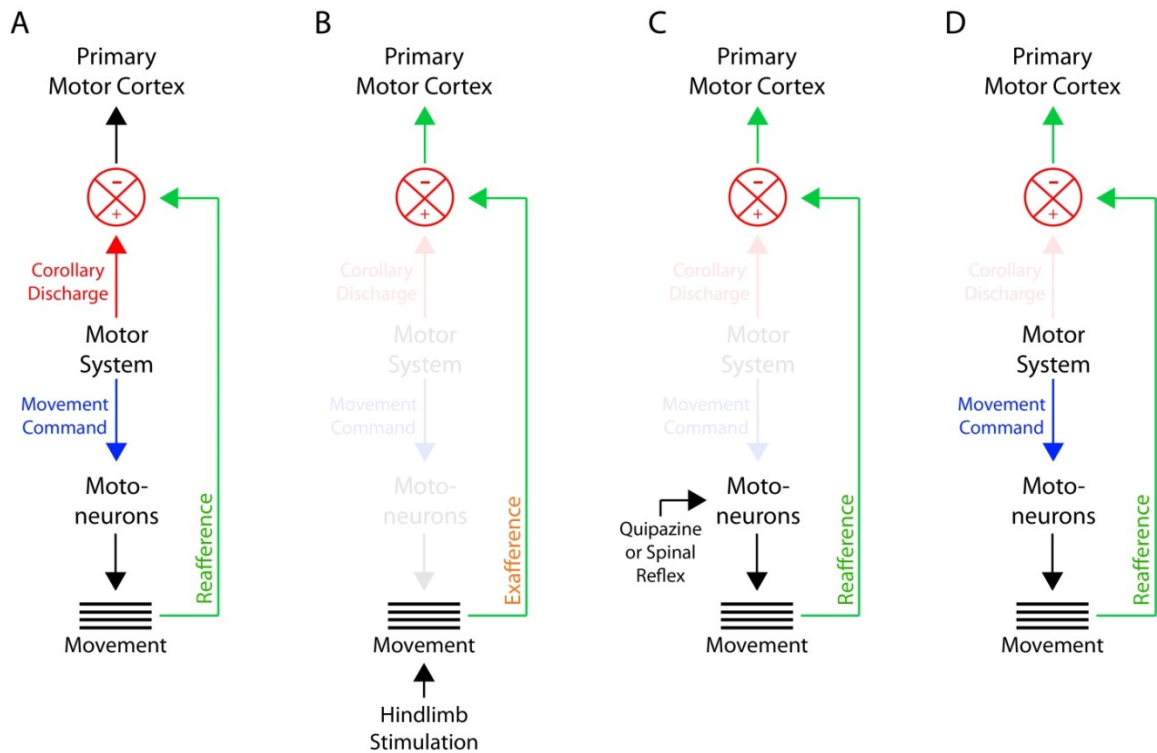 A
Primary
Motor Cortex
-
+
Corollary
Discharge
Motor
System
Movement
Command
Moto-
neurons
Reafference
Movement
B
Primary
Motor Cortex
-
+
Corollary
Discharge
Motor
System
Movement
Command
Moto-
neurons
Exafference
Movement
Hindlimb
Stimulation
C
Primary
Motor Cortex
-
+
Corollary
Discharge
Motor
System
Movement
Command
Moto-
neurons
Quipazine
or Spinal
Reflex
Reafference
Movement
D
Primary
Motor Cortex
-
+
Corollary
Discharge
Motor
System
Movement
Command
Moto-
neurons
Reafference
Movement